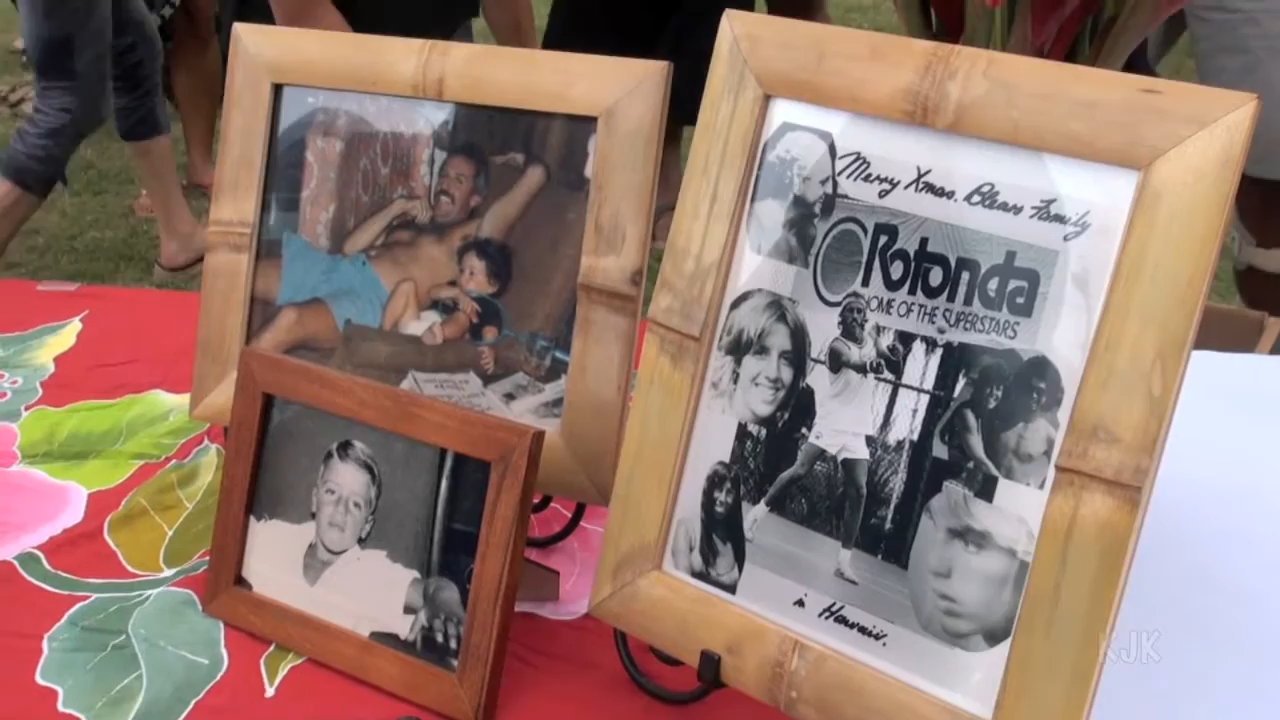 Merry Xmas. Blears Family
Rotonda
HOME OF THE SUPERSTARS
in Hawaii.
KJK